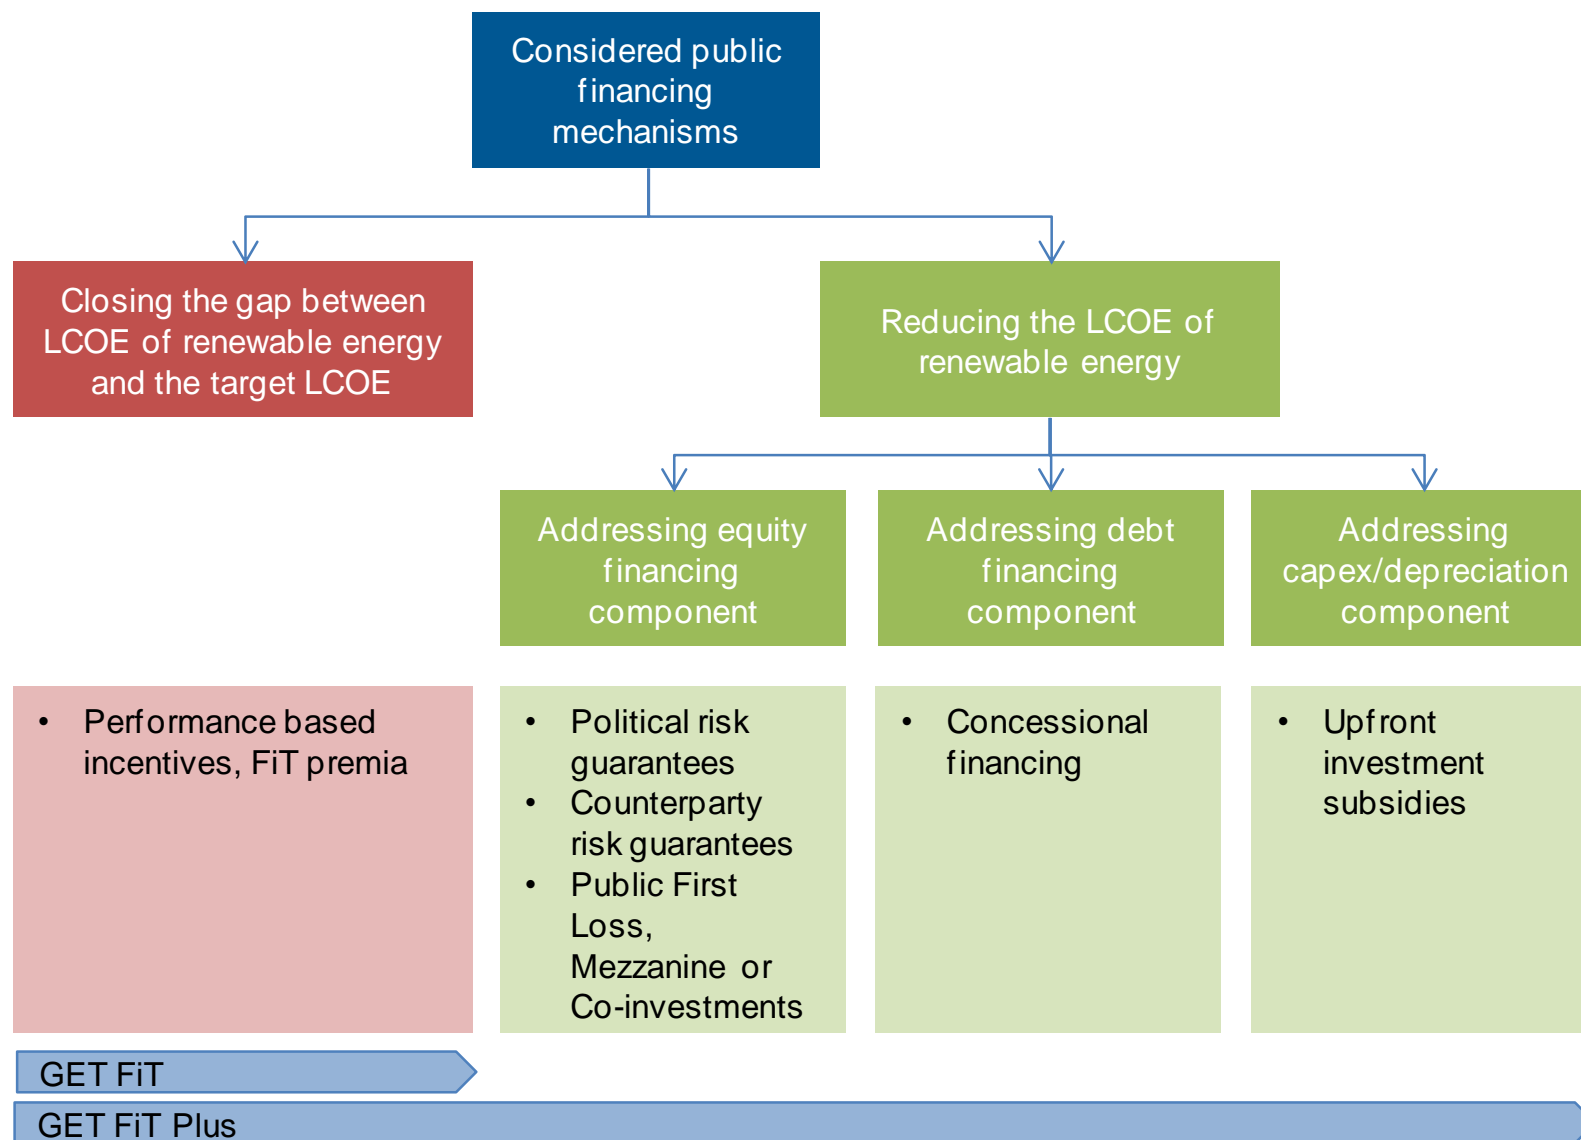 Considered public
financing
mechanisms
Closing the gap between
LCOE of renewable energy
and the target LCOE
Reducing the LCOE of
renewable energy
Addressing equity
financing
component
Addressing debt
financing
component
Addressing
capex/depreciation
component
• Performance based
incentives, FiT premia
• Political risk
guarantees
• Counterparty
risk guarantees
• Public First
Loss,
Mezzanine or
Co-investments
• Concessional
financing
• Upfront
investment
subsidies
GET FiT
GET FiT Plus